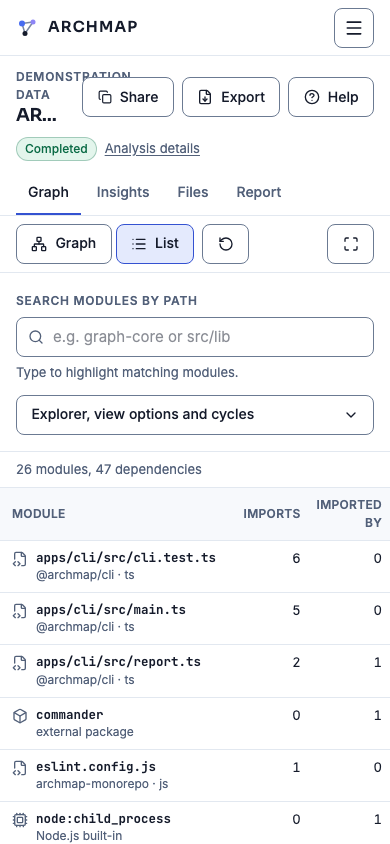 ARCHMAP
DEMONSTRATION
DATA
AR...
Share
Export
Help
Completed
Analysis details
Graph
Insights
Files
Report
Graph
List
SEARCH MODULES BY PATH
e.g. graph-core or src/lib
Type to highlight matching modules.
Explorer, view options and cycles
26 modules, 47 dependencies
MODULE IMPORTS IMPORTED BY
apps/cli/src/cli.test.ts 6 0
@archmap/cli · ts
apps/cli/src/main.ts 5 0
@archmap/cli · ts
apps/cli/src/report.ts 2 1
@archmap/cli · ts
commander 0 1
external package
eslint.config.js 1 0
archmap-monorepo · js
node:child_process 0 1
Node.js built-in